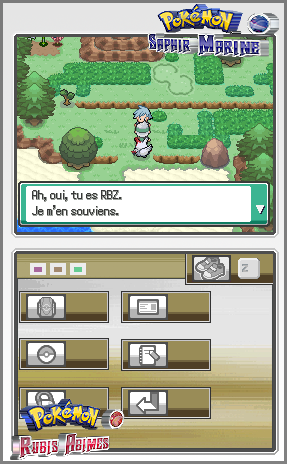 Pokémon
Saphir Marine
Ah, oui, tu es RBZ.
Je m'en souviens.
Z
Pokémon
Rubis Abimes